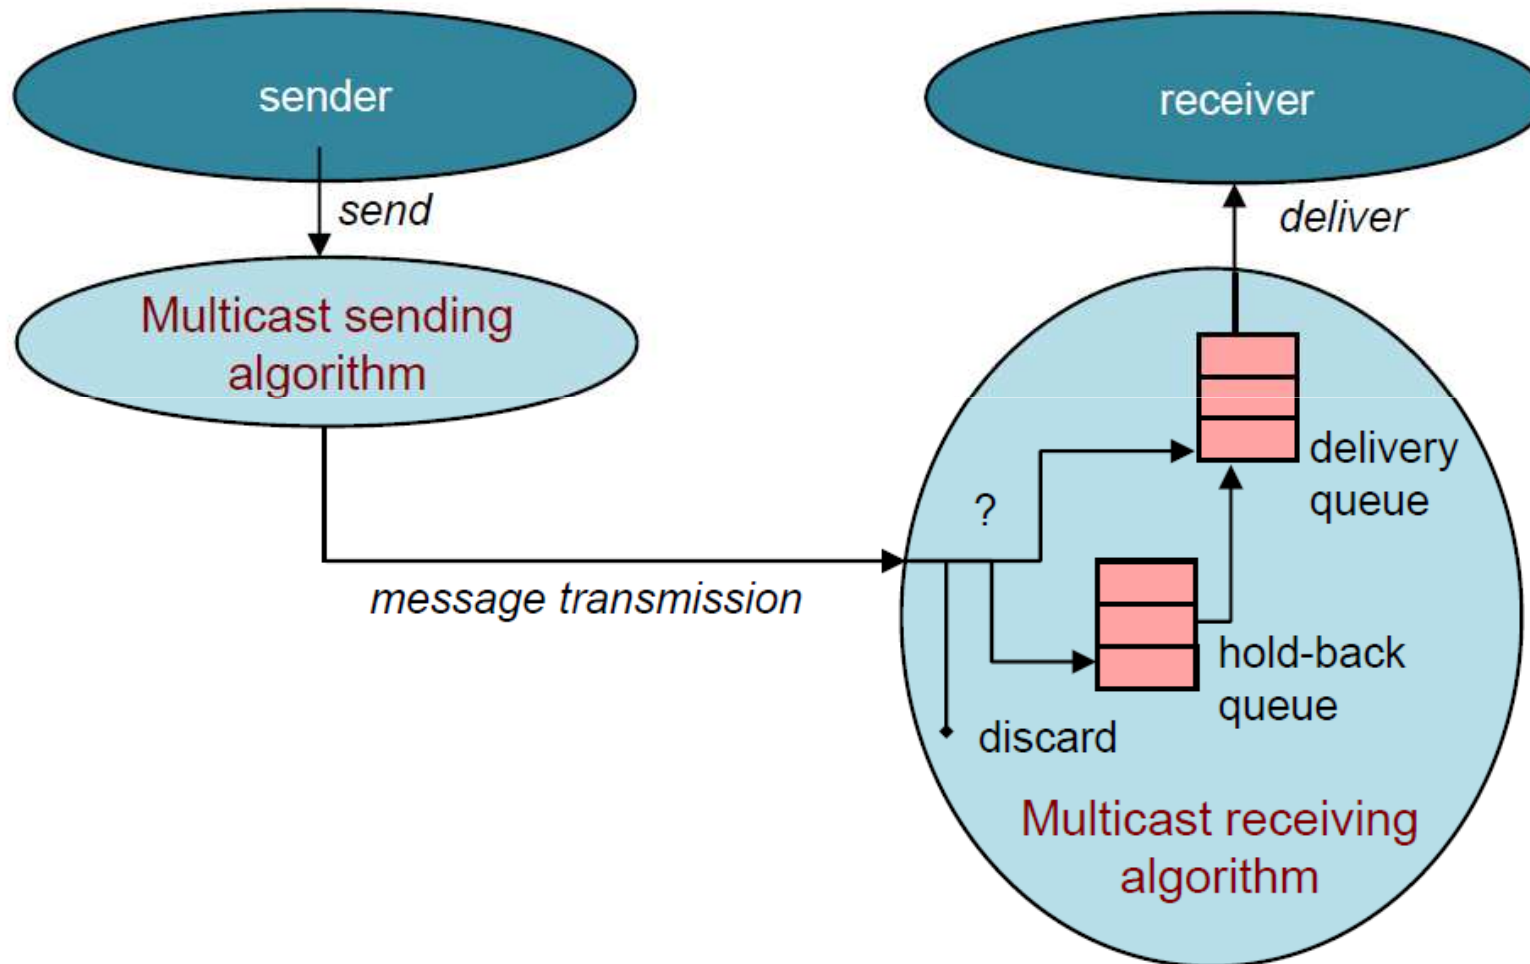 sender
receiver
send
deliver
Multicast sending
algorithm
delivery
queue
?
message transmission
hold-back
queue
discard
Multicast receiving
algorithm